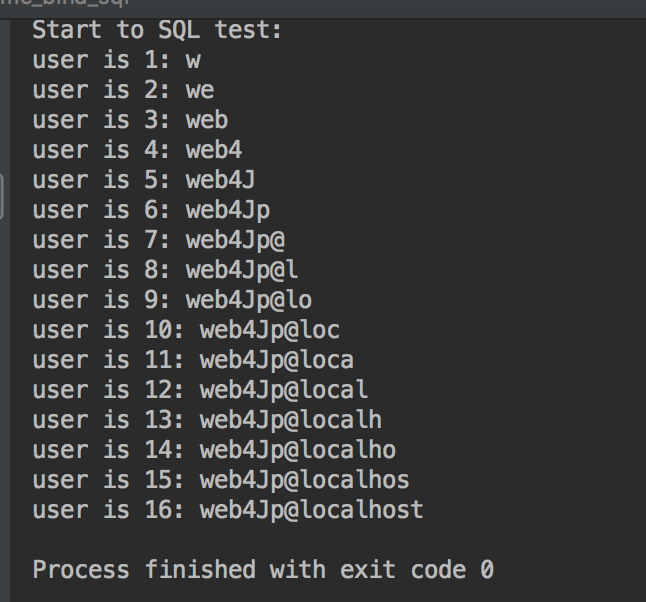 Start to SQL test:
user is 1: w
user is 2: we
user is 3: web
user is 4: web4
user is 5: web4J
user is 6: web4Jp
user is 7: web4Jp@
user is 8: web4Jp@l
user is 9: web4Jp@lo
user is 10: web4Jp@loc
user is 11: web4Jp@loca
user is 12: web4Jp@local
user is 13: web4Jp@localh
user is 14: web4Jp@localho
user is 15: web4Jp@localhos
user is 16: web4Jp@localhost
Process finished with exit code 0